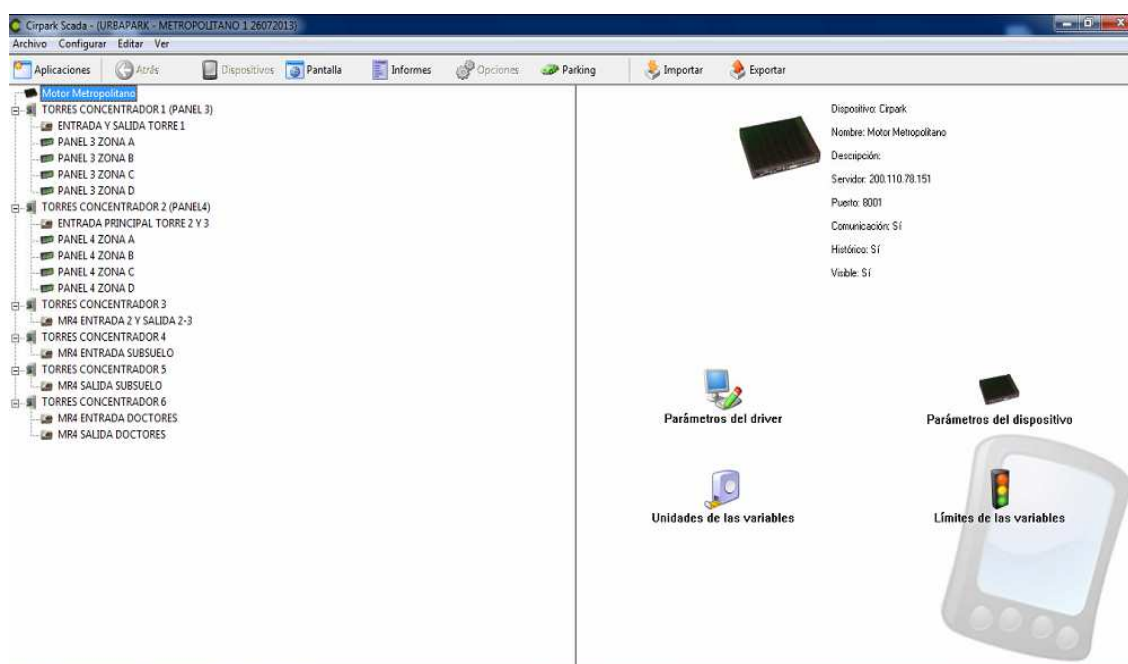 Cirpark Scada - (URBAPARK - METROPOLITANO 1 26072013)
Archivo Configurar Editar Ver
Aplicaciones Atrás Dispositivos Pantalla Informes Opciones Parking Importar Exportar
Motor Metropolitano
TORRES CONCENTRADOR 1 (PANEL 3)
ENTRADA Y SALIDA TORRE 1
PANEL 3 ZONA A
PANEL 3 ZONA B
PANEL 3 ZONA C
PANEL 3 ZONA D
TORRES CONCENTRADOR 2 (PANEL4)
ENTRADA PRINCIPAL TORRE 2 Y 3
PANEL 4 ZONA A
PANEL 4 ZONA B
PANEL 4 ZONA C
PANEL 4 ZONA D
TORRES CONCENTRADOR 3
MR4 ENTRADA 2 Y SALIDA 2-3
TORRES CONCENTRADOR 4
MR4 ENTRADA SUBSUELO
TORRES CONCENTRADOR 5
MR4 SALIDA SUBSUELO
TORRES CONCENTRADOR 6
MR4 ENTRADA DOCTORES
MR4 SALIDA DOCTORES
Dispositivo: Cirpark
Nombre: Motor Metropolitano
Descripción:
Servidor: 200.110.78.151
Puerto: 8001
Comunicación: Sí
Histórico: Sí
Visible: Sí
Parámetros del driver
Parámetros del dispositivo
Unidades de las variables
Límites de las variables